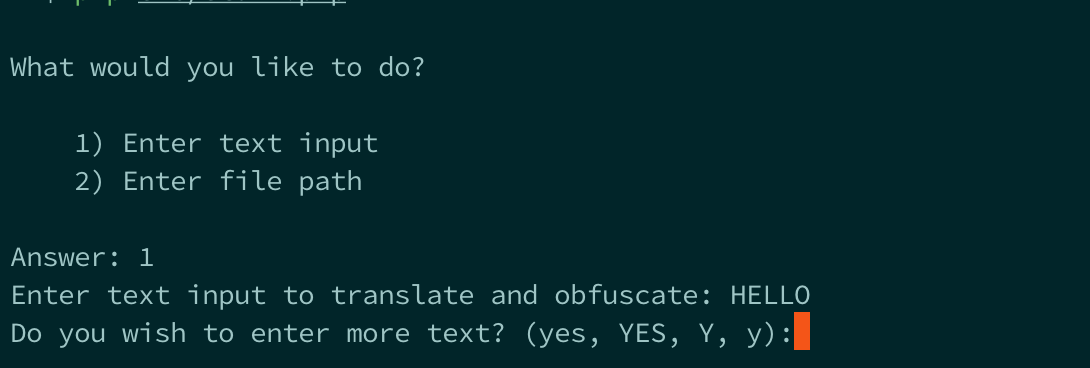 What would you like to do?
1) Enter text input
2) Enter file path
Answer: 1
Enter text input to translate and obfuscate: HELLO
Do you wish to enter more text? (yes, YES, Y, y):